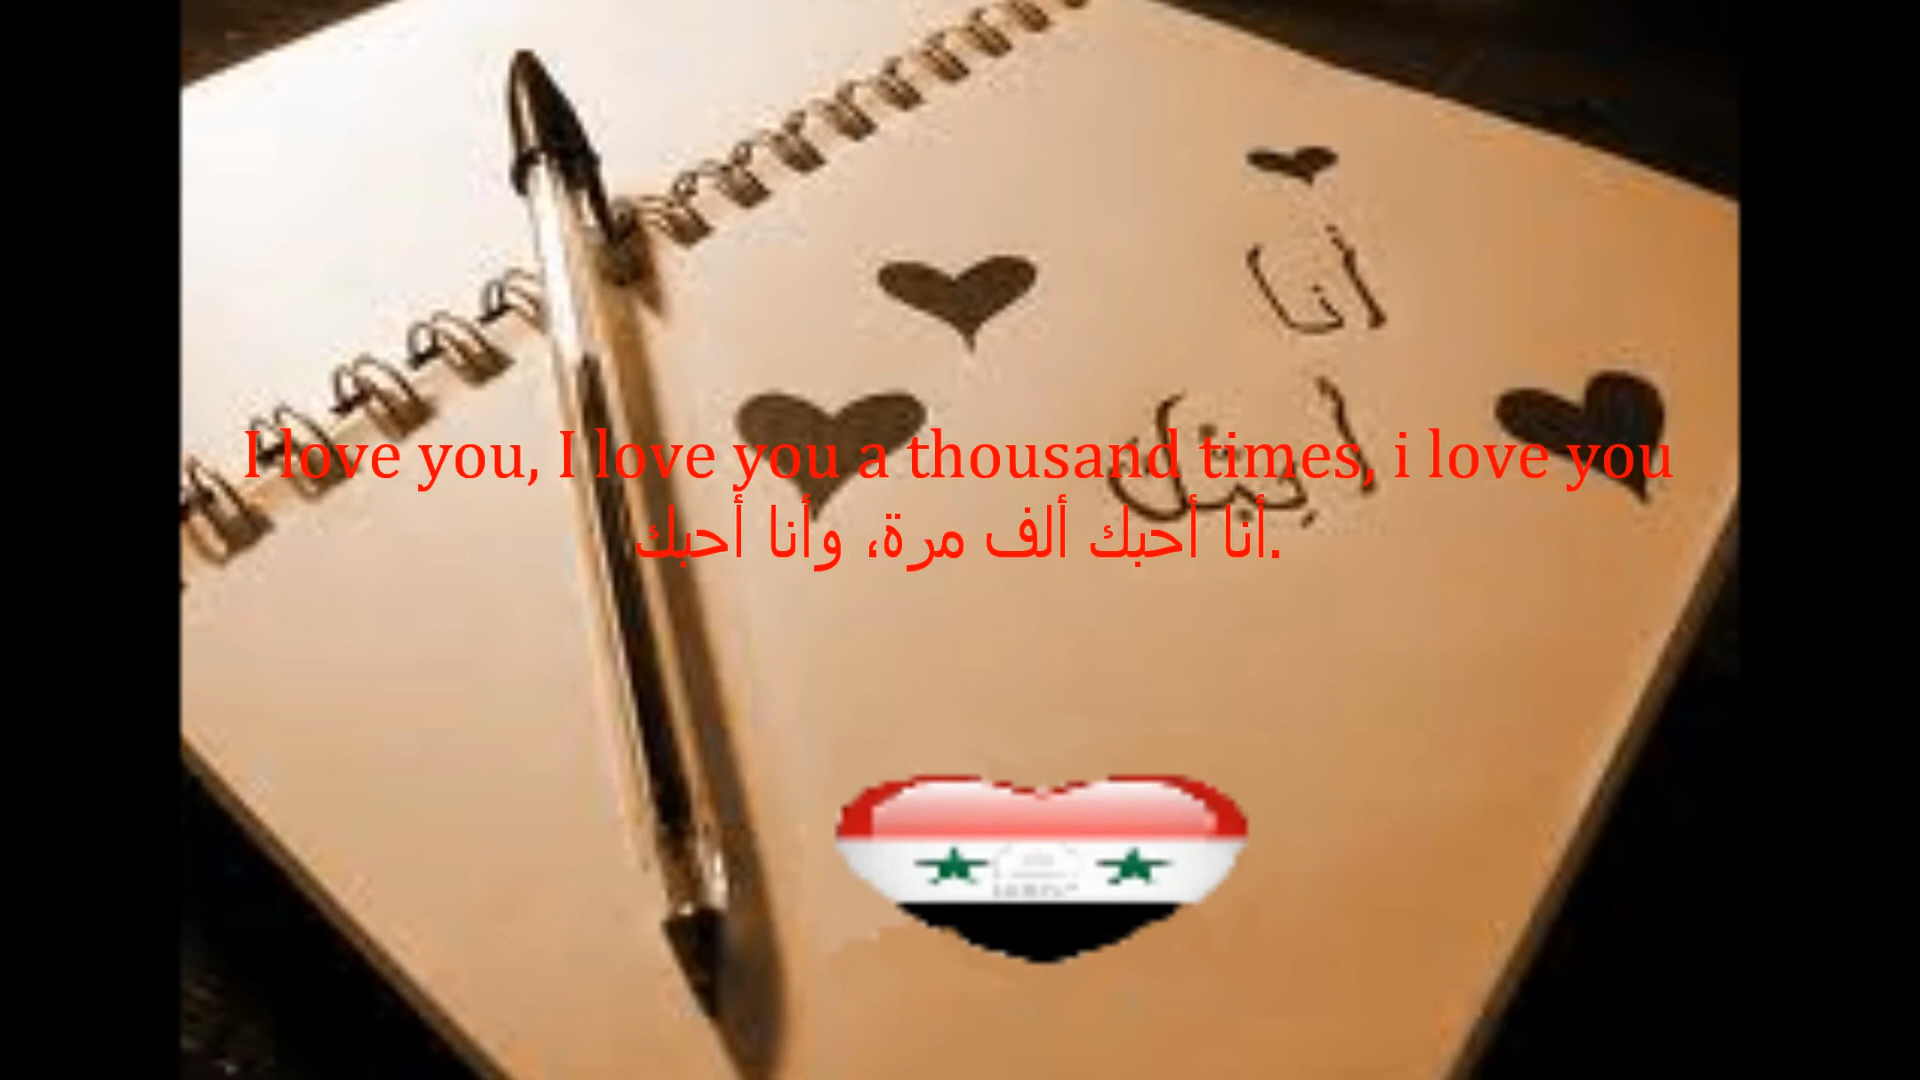 أنا
I love you, I love you a thousand times, i love you
أنا أحبك ألف مرة، وأنا أحبك.